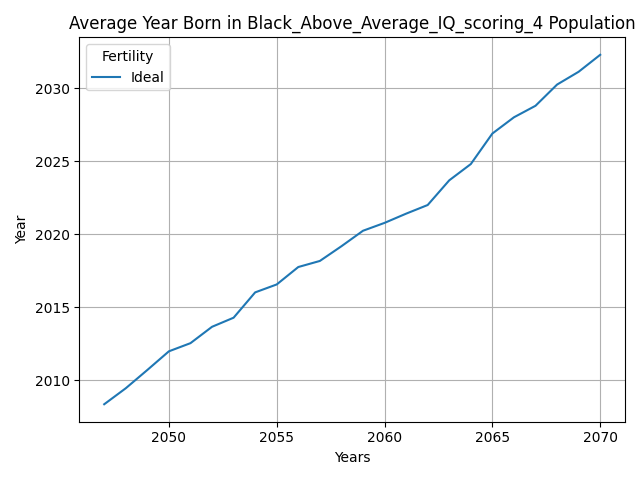 Average Year Born in Black_Above_Average_IQ_scoring_4 Population
Fertility
Ideal
Year
2030
2025
2020
2015
2010
2050 2055 2060 2065 2070
Years